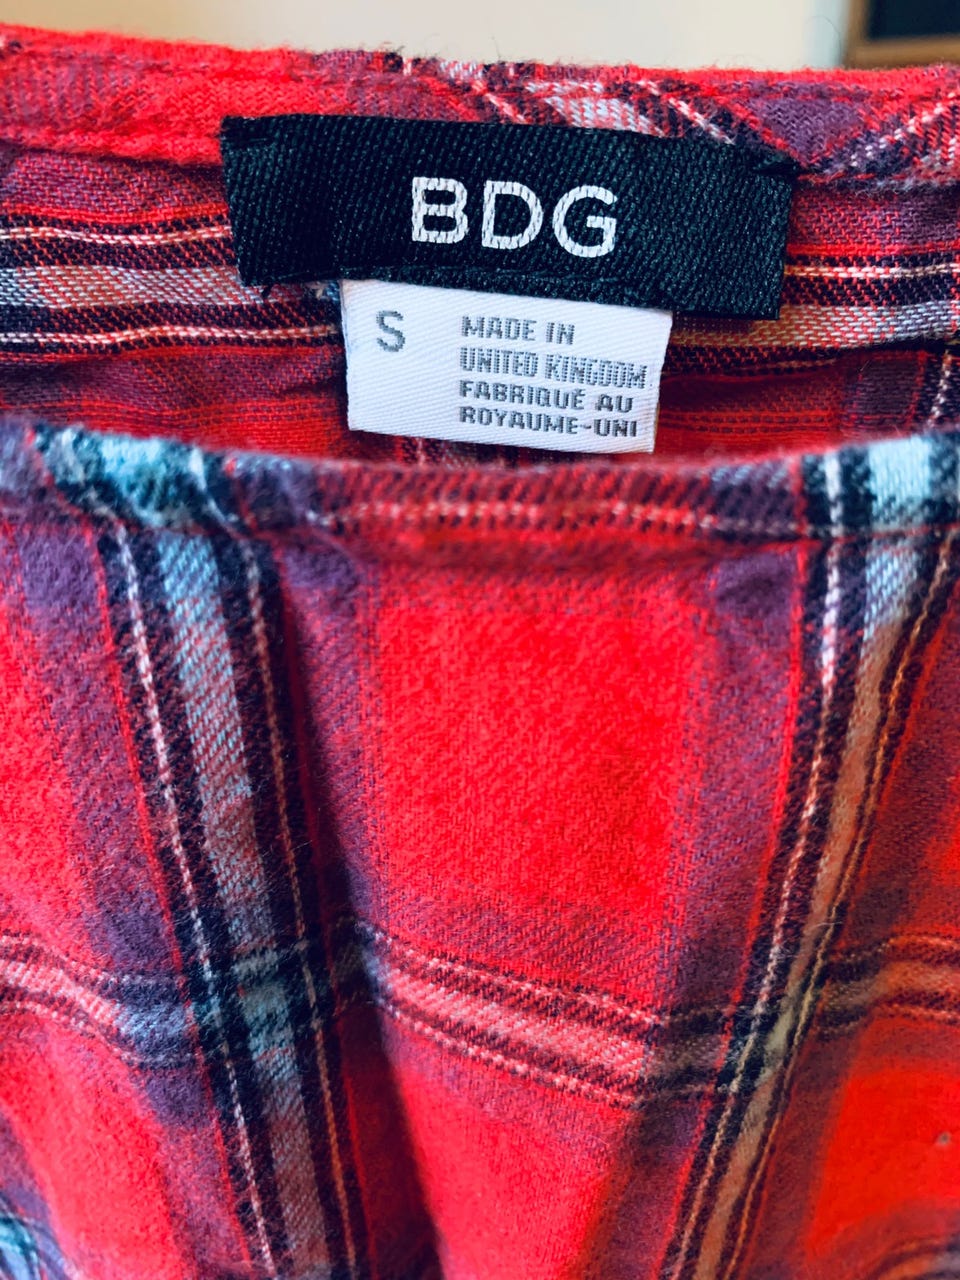 BDG
S
MADE IN
UNITED KINGDOM
FABRIQUÉ AU
ROYAUME-UNI